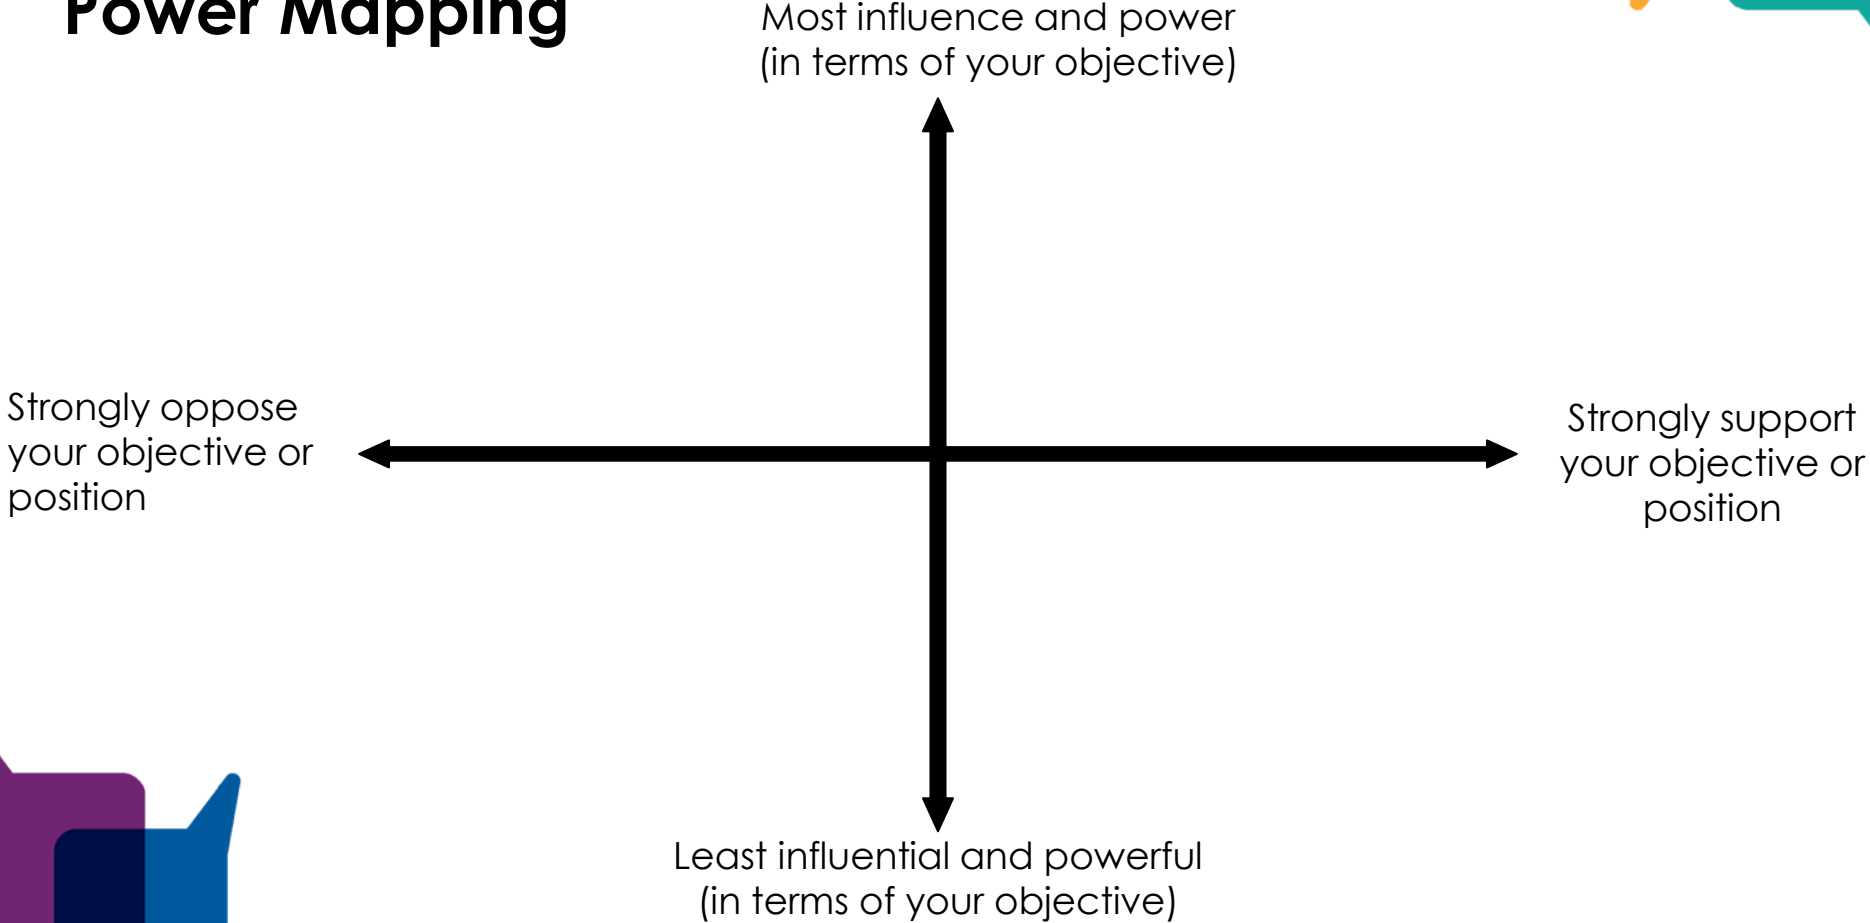 Power Mapping
Most influence and power
(in terms of your objective)
Strongly oppose
your objective or
position
Strongly support
your objective or
position
Least influential and powerful
(in terms of your objective)